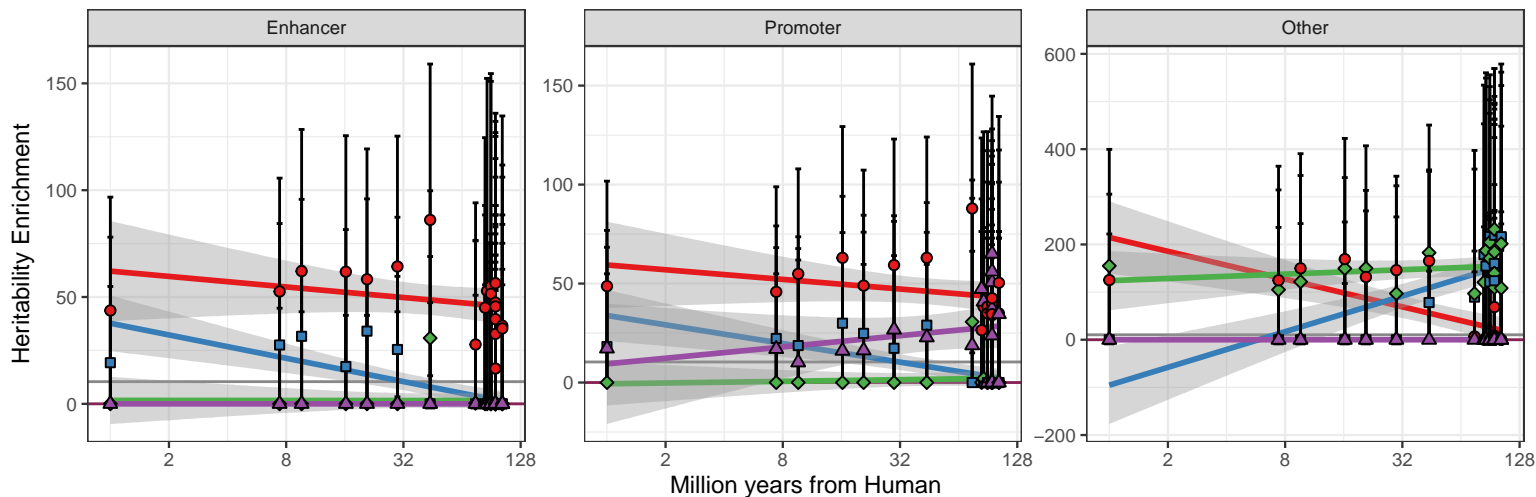 Enhancer
Promoter
Other
Heritability Enrichment
150
100
50
0
150
100
50
0
600
400
200
0
−200
2 8 32 128
2 8 32 128
2 8 32 128
Million years from Human